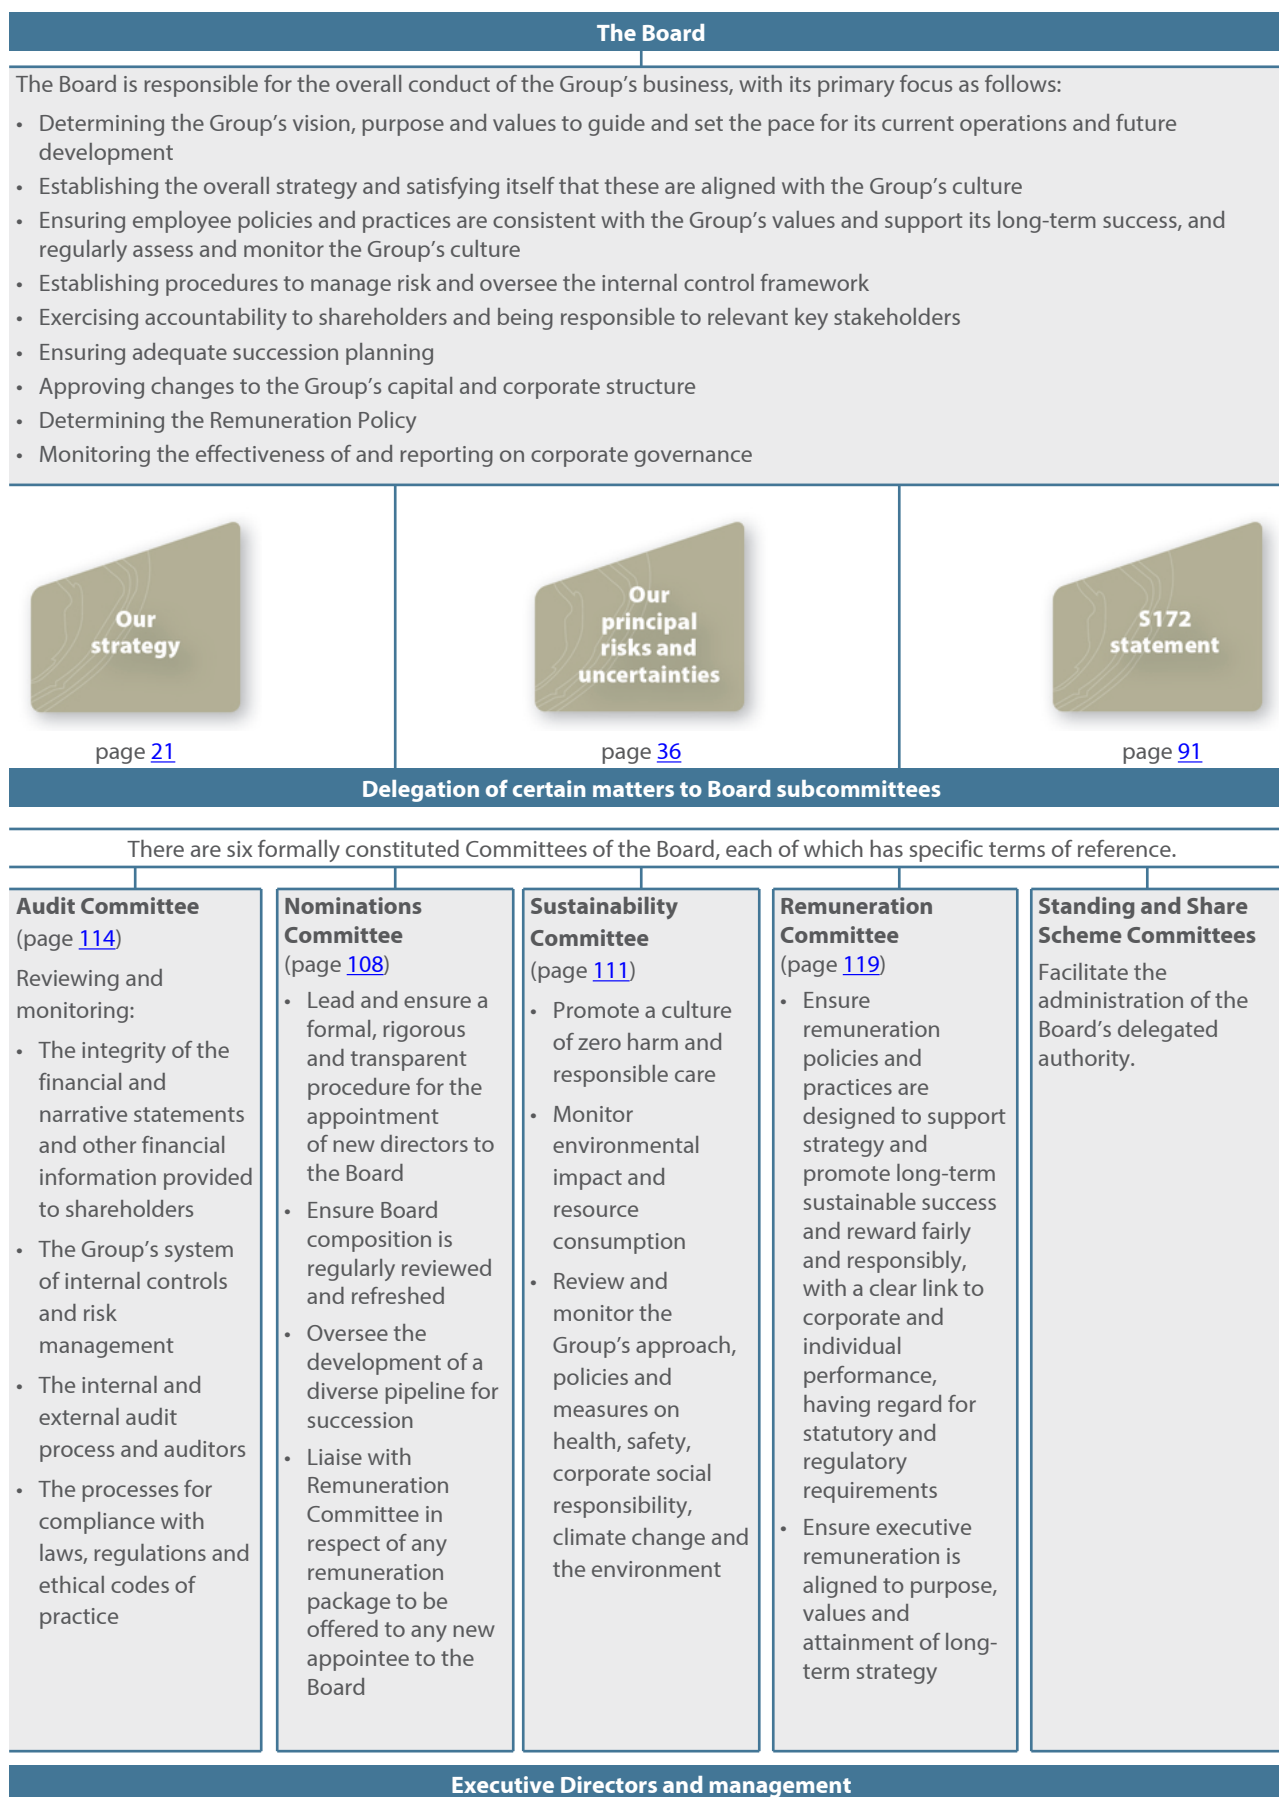 The Board
The Board is responsible for the overall conduct of the Group’s business, with its primary focus as follows:
• Determining the Group’s vision, purpose and values to guide and set the pace for its current operations and future
development
• Establishing the overall strategy and satisfying itself that these are aligned with the Group’s culture
• Ensuring employee policies and practices are consistent with the Group’s values and support its long-term success, and
regularly assess and monitor the Group’s culture
• Establishing procedures to manage risk and oversee the internal control framework
• Exercising accountability to shareholders and being responsible to relevant key stakeholders
• Ensuring adequate succession planning
• Approving changes to the Group’s capital and corporate structure
• Determining the Remuneration Policy
• Monitoring the effectiveness of and reporting on corporate governance
Our
strategy
page 21
Our
principal
risks and
uncertainties
page 36
S172
statement
page 91
Delegation of certain matters to Board subcommittees
There are six formally constituted Committees of the Board, each of which has specific terms of reference.
Audit Committee
(page 114)
Reviewing and
monitoring:
• The integrity of the
financial and
narrative statements
and other financial
information provided
to shareholders
• The Group’s system
of internal controls
and risk
management
• The internal and
external audit
process and auditors
• The processes for
compliance with
laws, regulations and
ethical codes of
practice
Nominations
Committee
(page 108)
• Lead and ensure a
formal, rigorous
and transparent
procedure for the
appointment
of new directors to
the Board
• Ensure Board
composition is
regularly reviewed
and refreshed
• Oversee the
development of a
diverse pipeline for
succession
• Liaise with
Remuneration
Committee in
respect of any
remuneration
package to be
offered to any new
appointee to the
Board
Sustainability
Committee
(page 111)
• Promote a culture
of zero harm and
responsible care
• Monitor
environmental
impact and
resource
consumption
• Review and
monitor the
Group’s approach,
policies and
measures on
health, safety,
corporate social
responsibility,
climate change and
the environment
Remuneration
Committee
(page 119)
• Ensure
remuneration
policies and
practices are
designed to support
strategy and
promote long-term
sustainable success
and reward fairly
and responsibly,
with a clear link to
corporate and
individual
performance,
having regard for
statutory and
regulatory
requirements
• Ensure executive
remuneration is
aligned to purpose,
values and
attainment of long-
term strategy
Standing and Share
Scheme Committees
Facilitate the
administration of the
Board’s delegated
authority.
Executive Directors and management